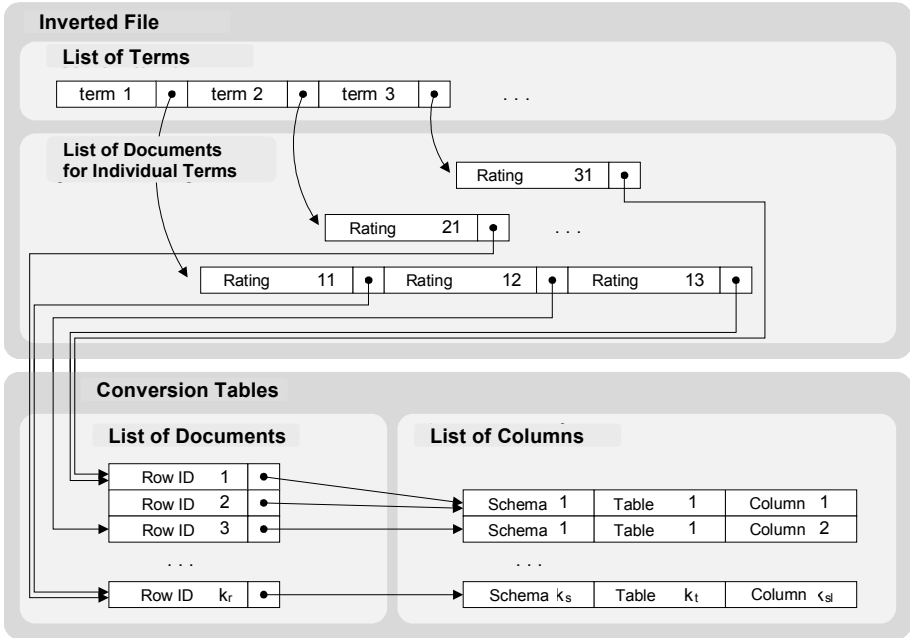 Inverted File
List of Terms
term 1 term 2 term 3 . . .
List of Documents
for Individual Terms
Rating 31
Rating 21 . . .
Rating 11 Rating 12 Rating 13
Conversion Tables
List of Documents
List of Columns
Row ID 1
Row ID 2 Schema 1 Table 1 Column 1
Row ID 3 Schema 1 Table 1 Column 2
. . . . . .
Row ID kr Schema ks Table kt Column